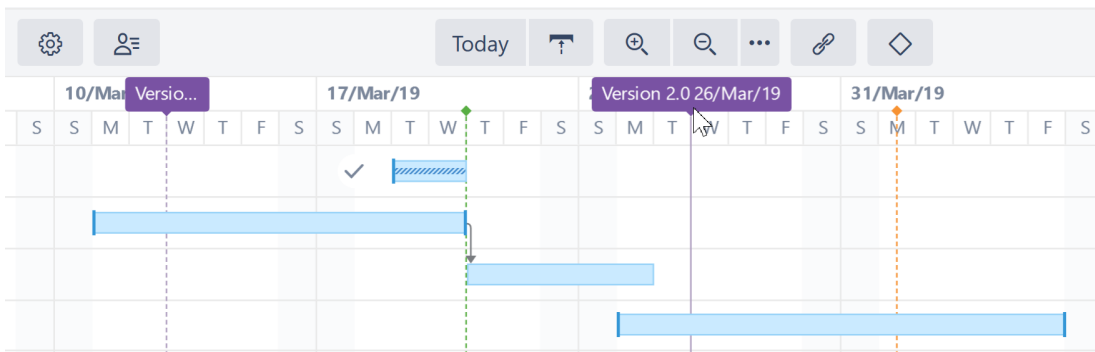 Today
10/Mar Versio... 17/Mar/19 Version 2.0 26/Mar/19 31/Mar/19
S S M T W T F S S M T W T F S S M T W T F S S M T W T F S